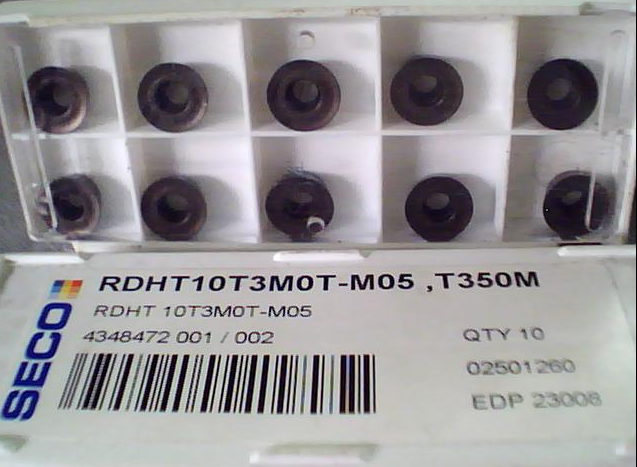 SECO
RDHT10T3M0T-M05 ,T350M
RDHT 10T3M0T-M05
4348472 001 / 002
QTY 10
02501260
EDP 23008